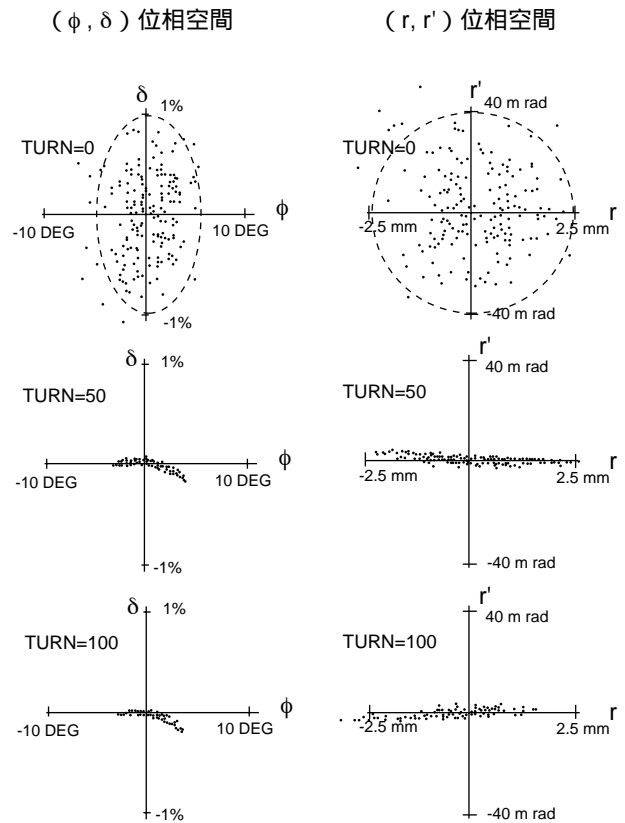 ( φ , δ ) 位相空間
( r, r' ) 位相空間
δ
1%
TURN=0
φ
-10 DEG
10 DEG
-1%
r'
40 m rad
TURN=0
r
-2.5 mm
2.5 mm
-40 m rad
δ
1%
TURN=50
φ
-10 DEG
10 DEG
-1%
r'
40 m rad
TURN=50
r
-2.5 mm
2.5 mm
-40 m rad
δ
1%
TURN=100
φ
-10 DEG
10 DEG
-1%
r'
40 m rad
TURN=100
r
-2.5 mm
2.5 mm
-40 m rad